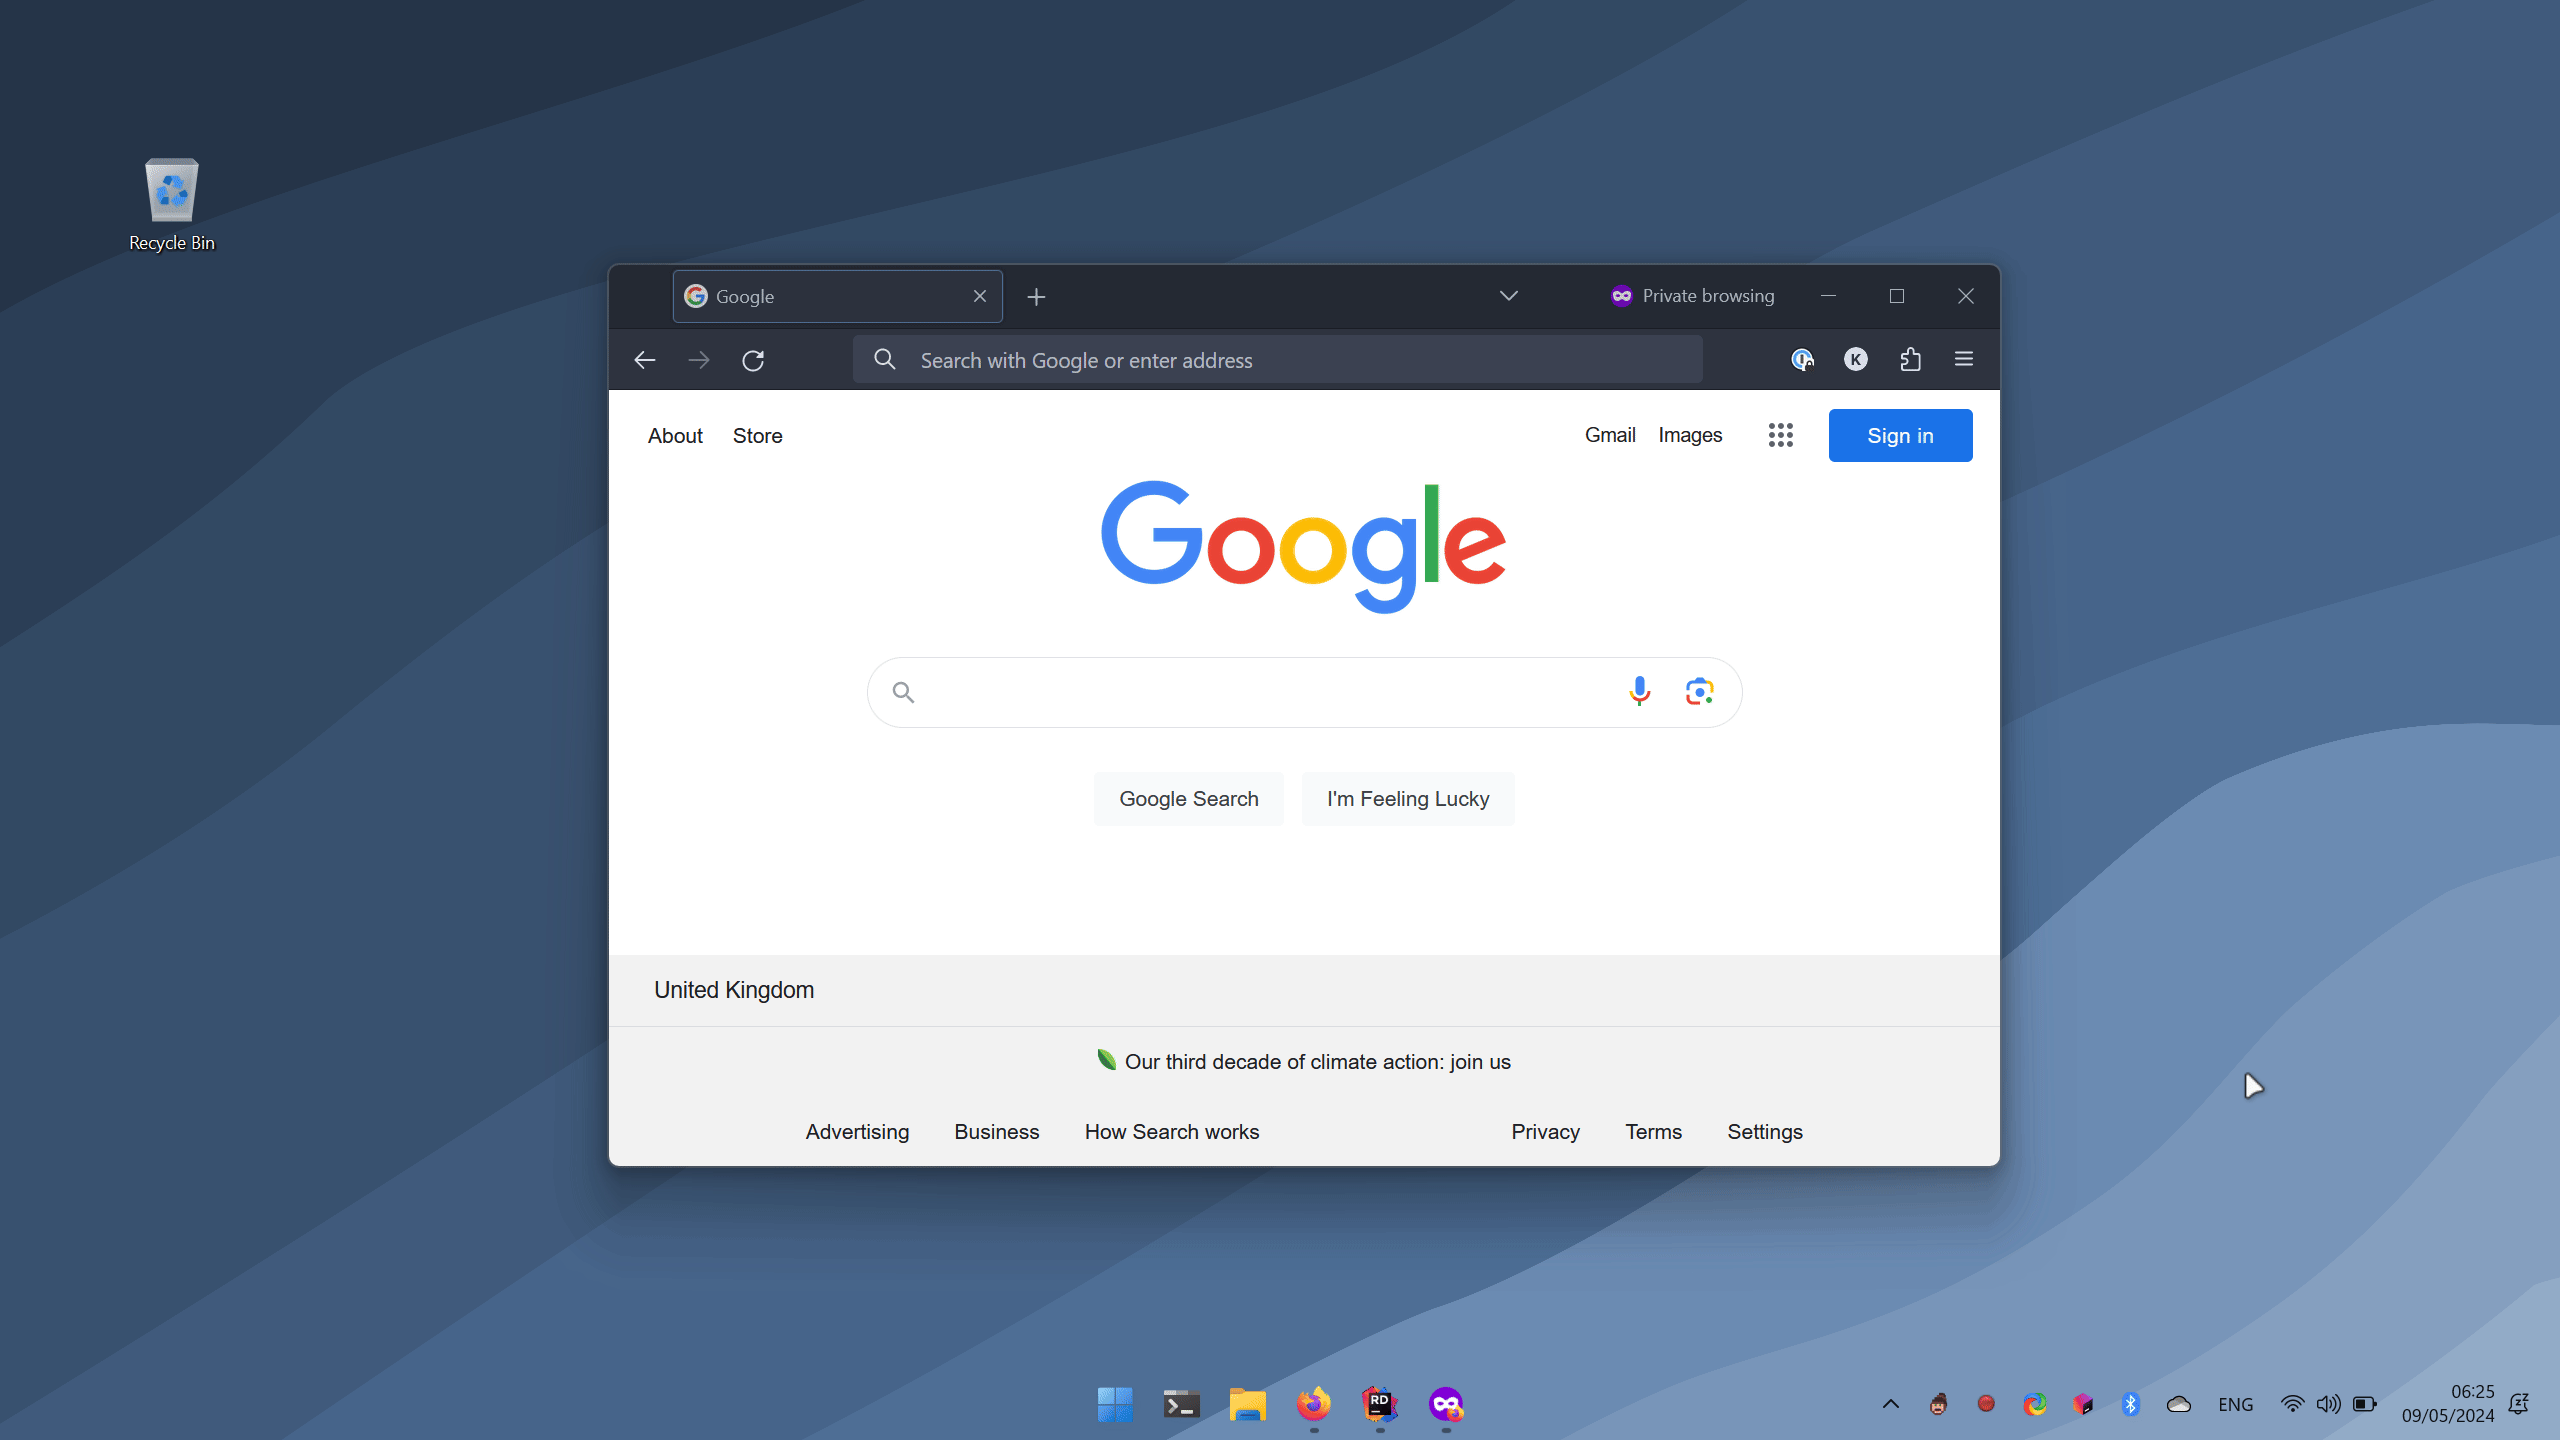 Recycle Bin
Google
Private browsing
Search with Google or enter address
K
About Store Gmail Images Sign in
Google
Google Search I'm Feeling Lucky
United Kingdom
Our third decade of climate action: join us
Advertising Business How Search works Privacy Terms Settings
RD
ENG
06:25
09/05/2024